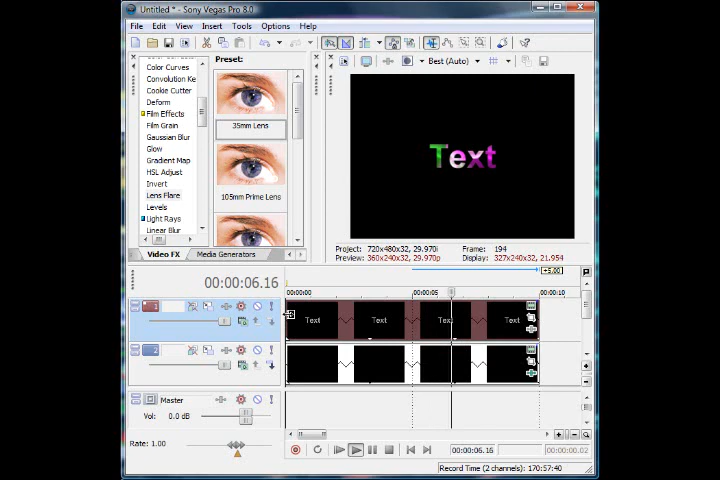 Untitled * - Sony Vegas Pro 8.0
File Edit View Insert Tools Options Help
Color Curves
Convolution Ke
Cookie Cutter
Deform
Film Effects
Film Grain
Gaussian Blur
Glow
Gradient Map
HSL Adjust
Invert
Lens Flare
Levels
Light Rays
Linear Blur
Preset:
35mm Lens
105mm Prime Lens
Video FX Media Generators
Best (Auto)
Text
Project: 720x480x32, 29.970i Frame: 194
Preview: 360x240x32, 29.970p Display: 327x240x32, 21.954
+5.00
00:00:06.16
00:00:00 00:00:05 00:00:10
1
Text Text Text Text
2
Master
Vol: 0.0 dB
Rate: 1.00
00:00:06.16 00:00:00.02
Record Time (2 channels): 170:57:40